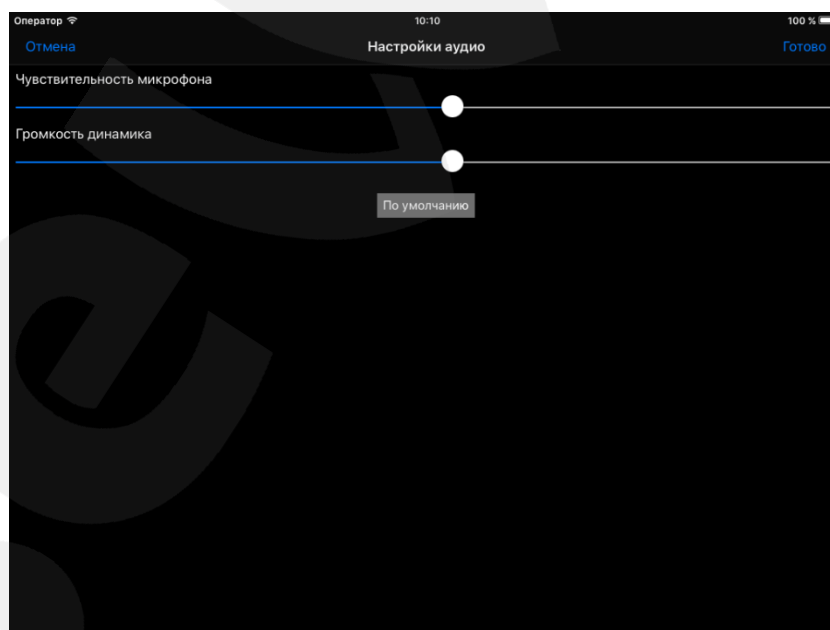 Оператор 10:10 100 %
Отмена Настройки аудио Готово
Чувствительность микрофона
Громкость динамика
По умолчанию